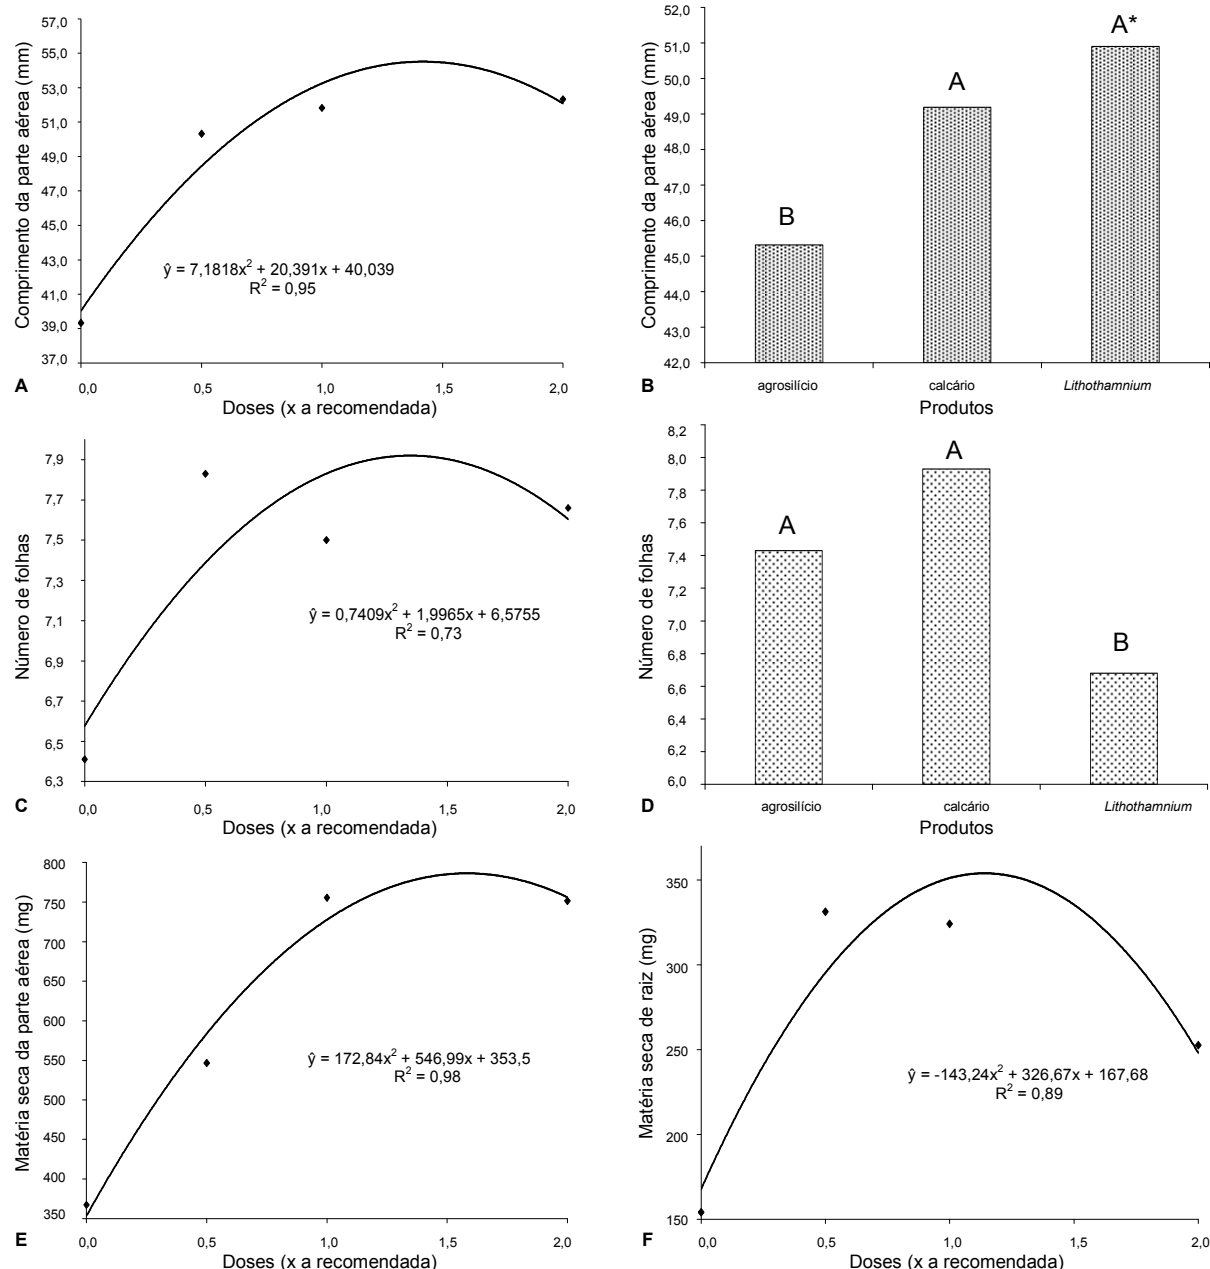 Comprimento da parte aérea (mm)
57,0
55,0
53,0
51,0
49,0
47,0
45,0
43,0
41,0
39,0
37,0
ŷ = 7,1818x² + 20,391x + 40,039
R² = 0,95
0,0 0,5 1,0 1,5 2,0
A
Doses (x a recomendada)
Comprimento da parte aérea (mm)
52,0
51,0
50,0
49,0
48,0
47,0
46,0
45,0
44,0
43,0
42,0
B
A
A*
agrosilício calcário Lithothamnium
B
Produtos
Número de folhas
7,9
7,7
7,5
7,3
7,1
6,9
6,7
6,5
6,3
ŷ = 0,7409x² + 1,9965x + 6,5755
R² = 0,73
0,0 0,5 1,0 1,5 2,0
C
Doses (x a recomendada)
Número de folhas
8,2
8,0
7,8
7,6
7,4
7,2
7,0
6,8
6,6
6,4
6,2
6,0
A
A
B
agrosilício calcário Lithothamnium
D
Produtos
Matéria seca da parte aérea (mg)
800
750
700
650
600
550
500
450
400
350
ŷ = 172,84x² + 546,99x + 353,5
R² = 0,98
0,0 0,5 1,0 1,5 2,0
E
Doses (x a recomendada)
Matéria seca de raiz (mg)
350
300
250
200
150
ŷ = -143,24x² + 326,67x + 167,68
R² = 0,89
0,0 0,5 1,0 1,5 2,0
F
Doses (x a recomendada)